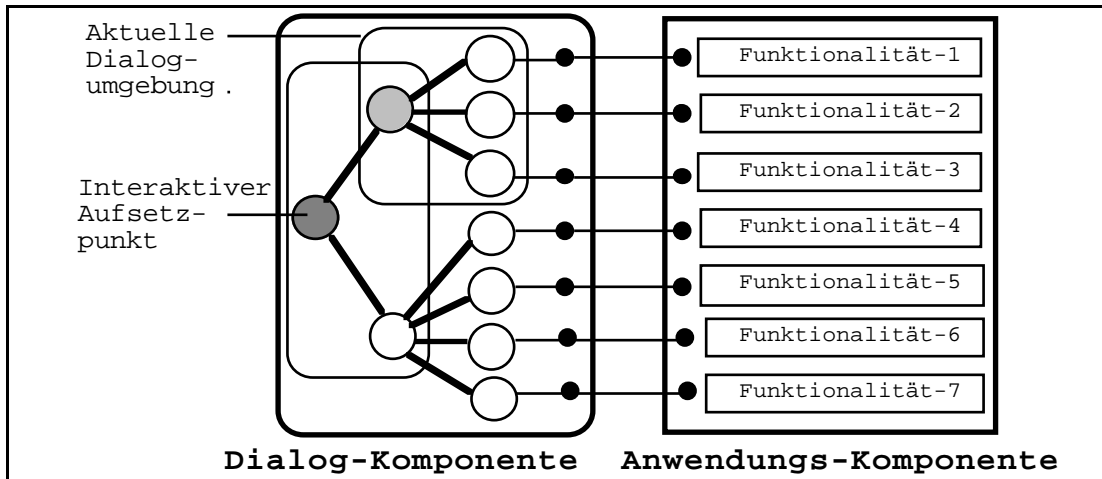 Aktuelle
Dialog-
umgebung .
Interaktiver
Aufsetz-
punkt
Funktionalität-1
Funktionalität-2
Funktionalität-3
Funktionalität-4
Funktionalität-5
Funktionalität-6
Funktionalität-7
Dialog-Komponente
Anwendungs-Komponente